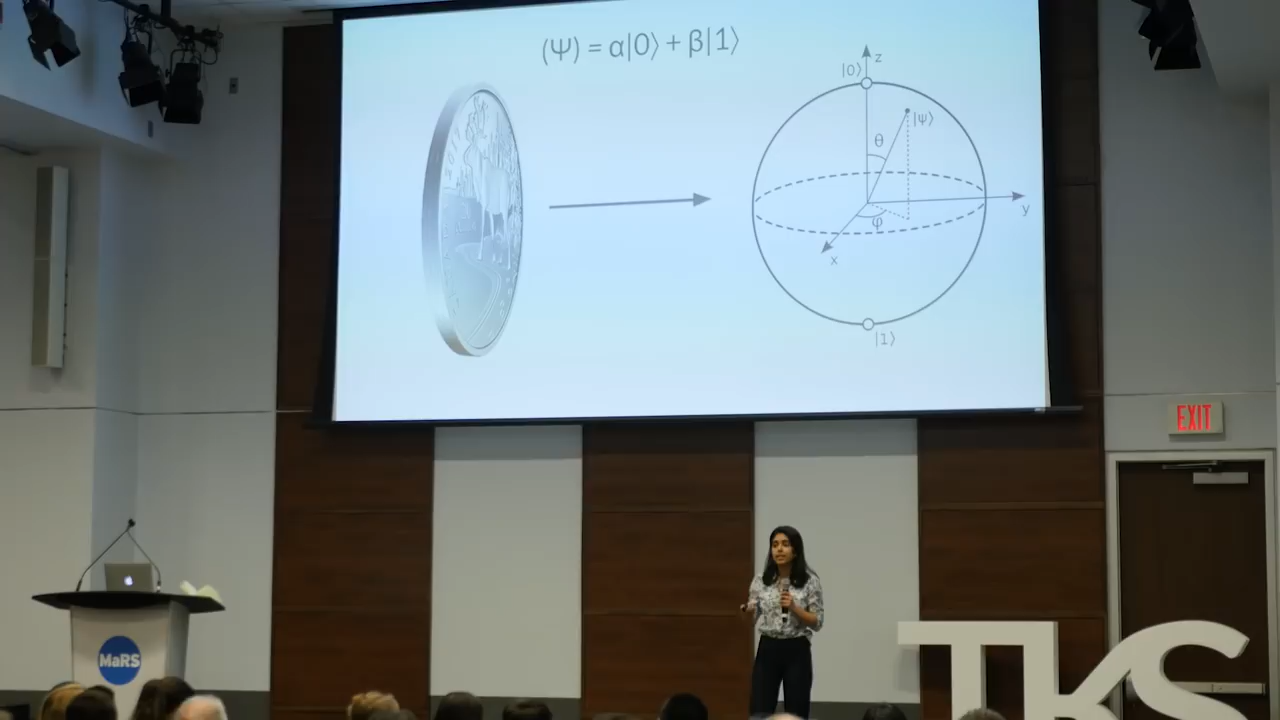 (Ψ) = α|0⟩ + β|1⟩
z
|0⟩
|Ψ⟩
θ
y
φ
x
|1⟩
EXIT
MaRS
TKS